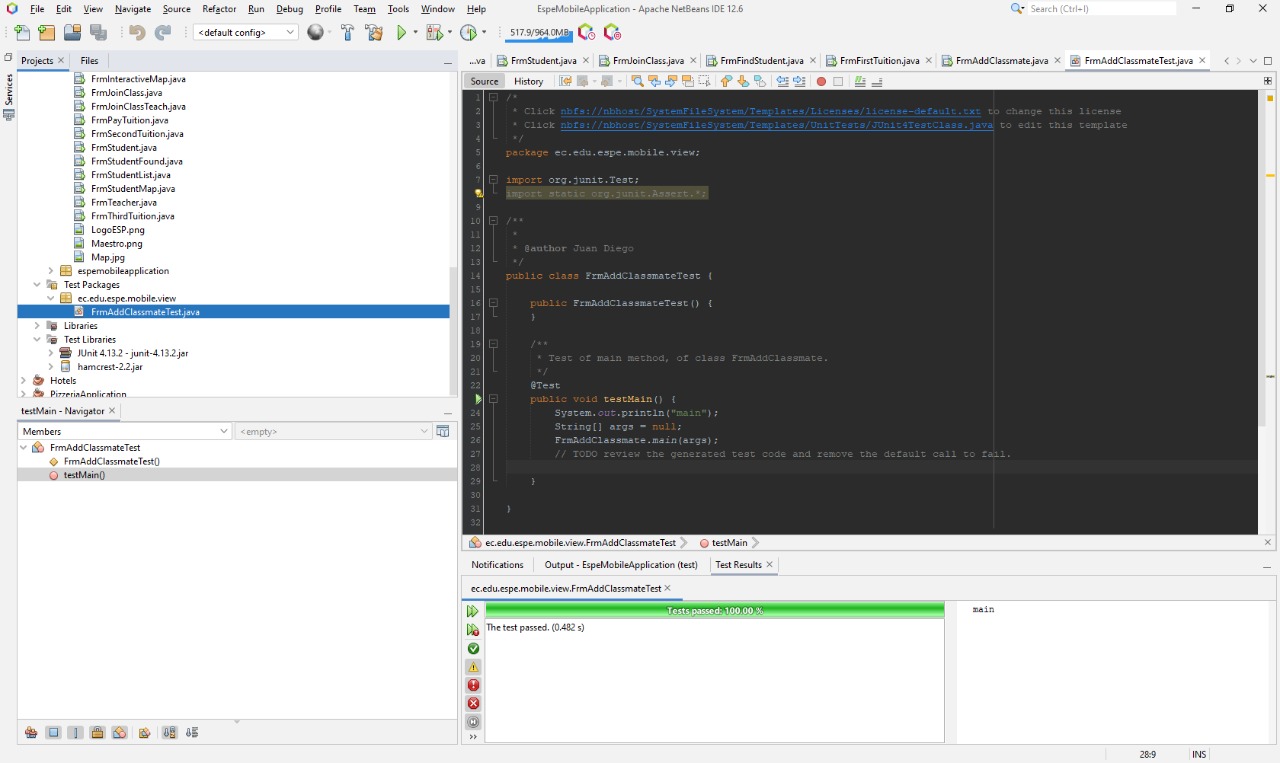 File Edit View Navigate Source Refactor Run Debug Profile Team Tools Window Help
EspeMobileApplication - Apache NetBeans IDE 12.6
Search (Ctrl+I)
<default config>
517.9/964.0MB
Projects
Files
Services
FrmInteractiveMap.java
FrmJoinClass.java
FrmJoinClassTeach.java
FrmPayTuition.java
FrmSecondTuition.java
FrmStudent.java
FrmStudentFound.java
FrmStudentList.java
FrmStudentMap.java
FrmTeacher.java
FrmThirdTuition.java
LogoESP.png
Maestro.png
Map.jpg
espemobileapplication
Test Packages
ec.edu.espe.mobile.view
FrmAddClassmateTest.java
Libraries
Test Libraries
JUnit 4.13.2 - junit-4.13.2.jar
hamcrest-2.2.jar
Hotels
PizzeriaApplication
testMain - Navigator
Members
<empty>
FrmAddClassmateTest
FrmAddClassmateTest()
testMain()
...va FrmStudent.java FrmJoinClass.java FrmFindStudent.java FrmFirstTuition.java FrmAddClassmate.java FrmAddClassmateTest.java
Source History
1 /*
2 * Click nbfs://nbhost/SystemFileSystem/Templates/Licenses/license-default.txt to change this license
3 * Click nbfs://nbhost/SystemFileSystem/Templates/UnitTests/JUnit4TestClass.java to edit this template
4 */
5 package ec.edu.espe.mobile.view;
6
7 import org.junit.Test;
import static org.junit.Assert.*;
9
10 /**
11 *
12 * @author Juan Diego
13 */
14 public class FrmAddClassmateTest {
15
16 public FrmAddClassmateTest() {
17 }
18
19 /**
20 * Test of main method, of class FrmAddClassmate.
21 */
22 @Test
public void testMain() {
24 System.out.println("main");
25 String[] args = null;
26 FrmAddClassmate.main(args);
27 // TODO review the generated test code and remove the default call to fail.
28
29 }
30
31 }
32
ec.edu.espe.mobile.view.FrmAddClassmateTest testMain
Notifications Output - EspeMobileApplication (test) Test Results
ec.edu.espe.mobile.view.FrmAddClassmateTest
Tests passed: 100.00 %
The test passed. (0.482 s)
main
28:9 INS